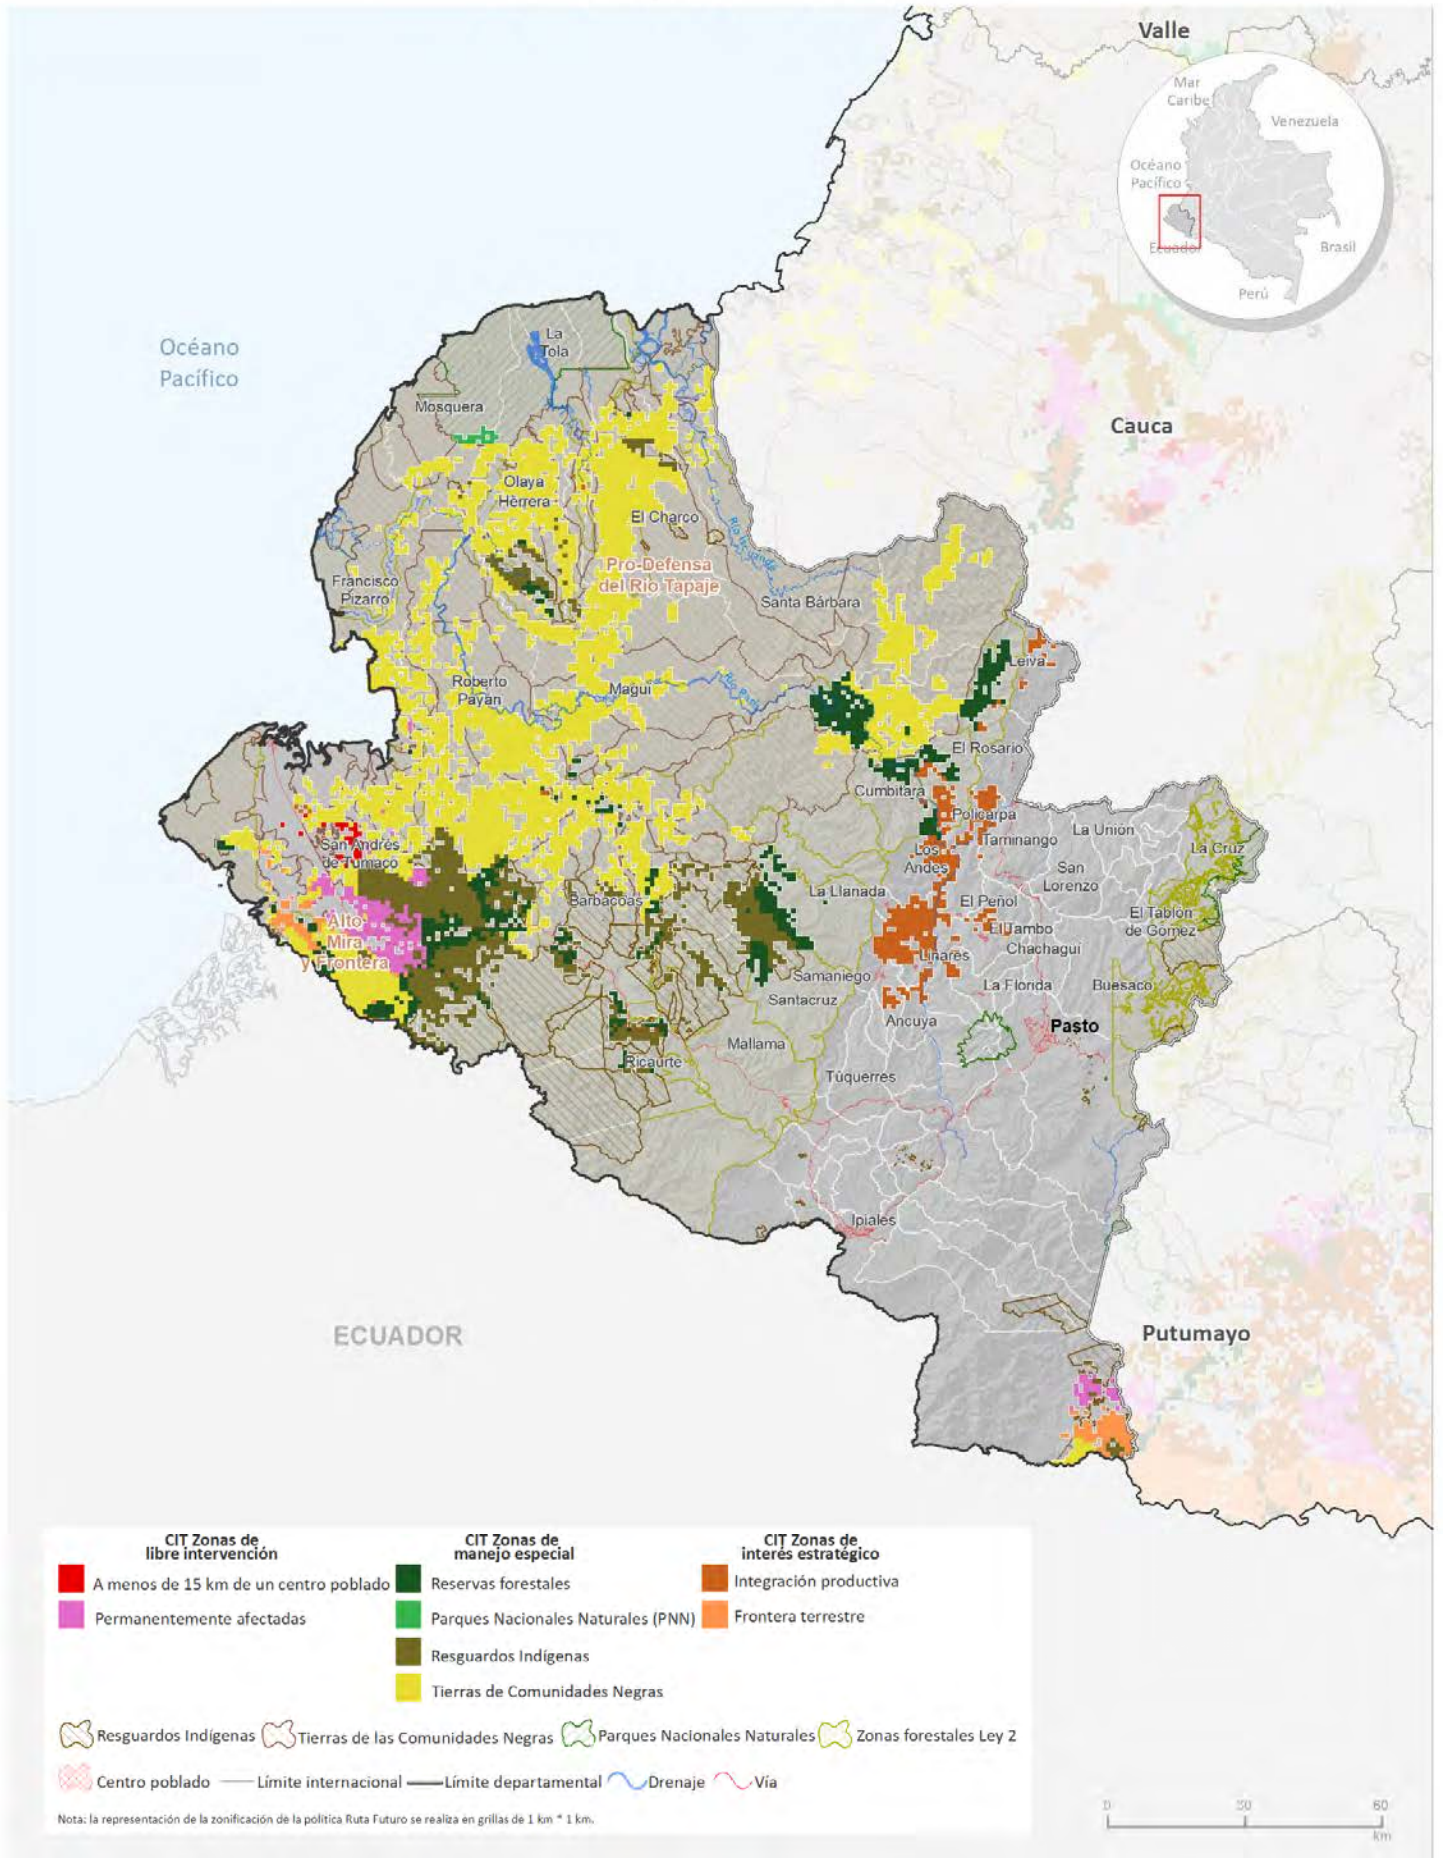 Valle
Mar
Caribe
Venezuela
Océano
Pacífico
Ecuador
Brasil
Perú
Océano
Pacífico
La
Tola
Mosquera
Cauca
Olaya
Herrera
El Charco
Pro-Defensa
del Río Tapaje
Francisco
Pizarro
Santa Bárbara
Leiva
Roberto
Payán
Magui
El Rosario
Cumbitara
Policarpa
La Unión
Taminango
La Cruz
San Andrés
de Tumaco
Los
Andes
San
Lorenzo
La Llanada
Barbacoas
El Peñol
El Tablón
de Gómez
Alto
Mira
y Frontera
El Tambo
Chachagui
Linares
Samaniego
La Florida
Buesaco
Santacruz
Ancuya
Pasto
Mallama
Ricaurte
Túquerres
Ipiales
ECUADOR
Putumayo
CIT Zonas de
libre intervención
A menos de 15 km de un centro poblado
Permanentemente afectadas
CIT Zonas de
manejo especial
Reservas forestales
Parques Nacionales Naturales (PNN)
Resguardos Indígenas
Tierras de Comunidades Negras
CIT Zonas de
interés estratégico
Integración productiva
Frontera terrestre
Resguardos Indígenas Tierras de las Comunidades Negras Parques Nacionales Naturales Zonas forestales Ley 2
Centro poblado Límite internacional Límite departamental Drenaje Vía
Nota: la representación de la zonificación de la política Ruta Futuro se realiza en grillas de 1 km * 1 km.
0 30 60
km